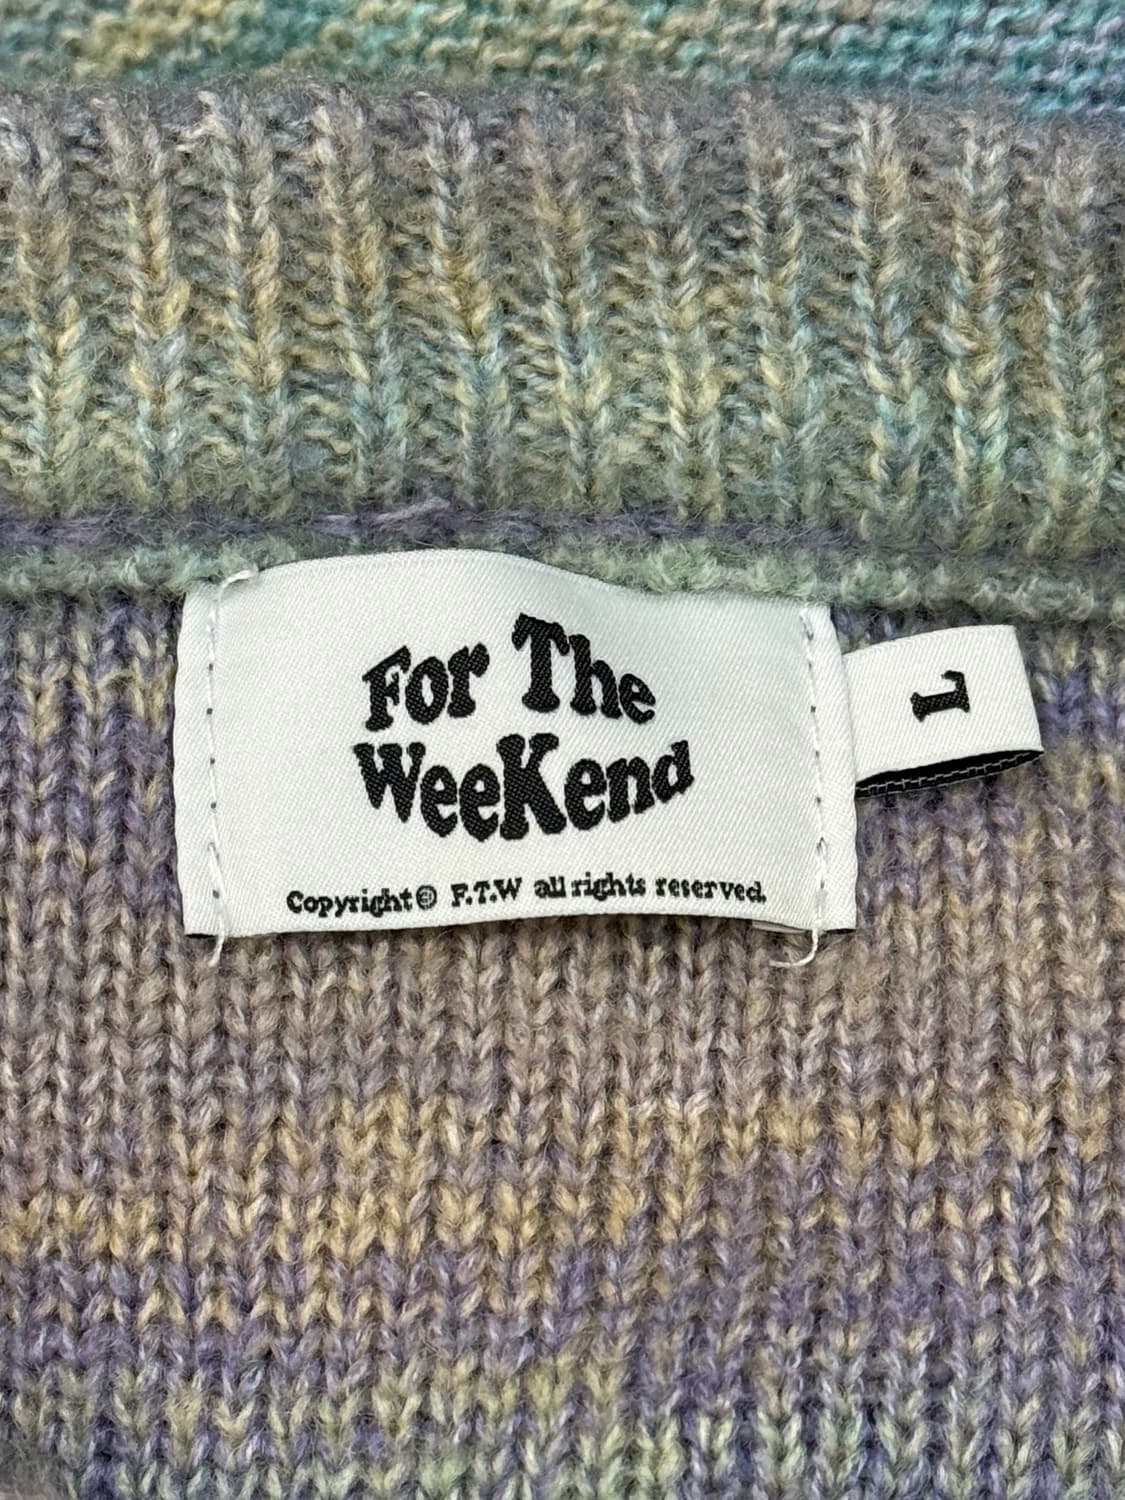 For The
WeeKend
Copyright© F.T.W all rights reserved.
L